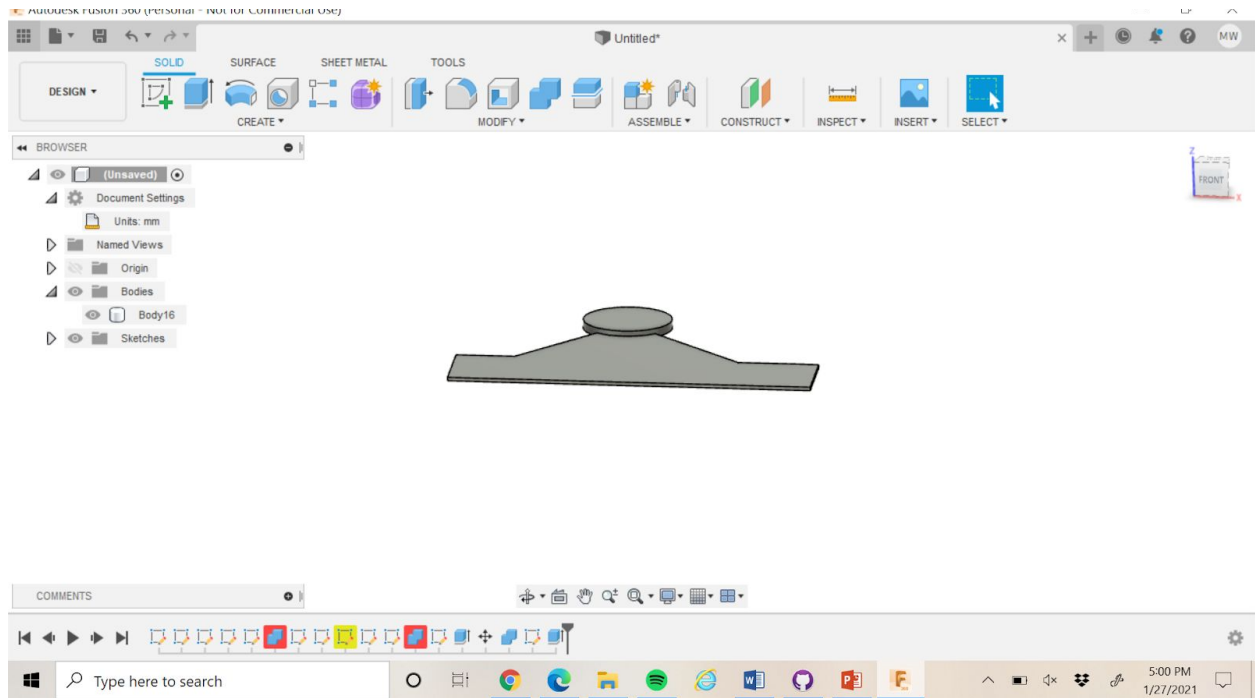 Autodesk Fusion 360 (Personal - Not for Commercial Use)
Untitled*
MW
SOLID SURFACE SHEET METAL TOOLS
DESIGN
CREATE MODIFY ASSEMBLE CONSTRUCT INSPECT INSERT SELECT
BROWSER
(Unsaved)
Document Settings
Units: mm
Named Views
Origin
Bodies
Body16
Sketches
Z
FRONT
X
COMMENTS
Type here to search
5:00 PM
1/27/2021